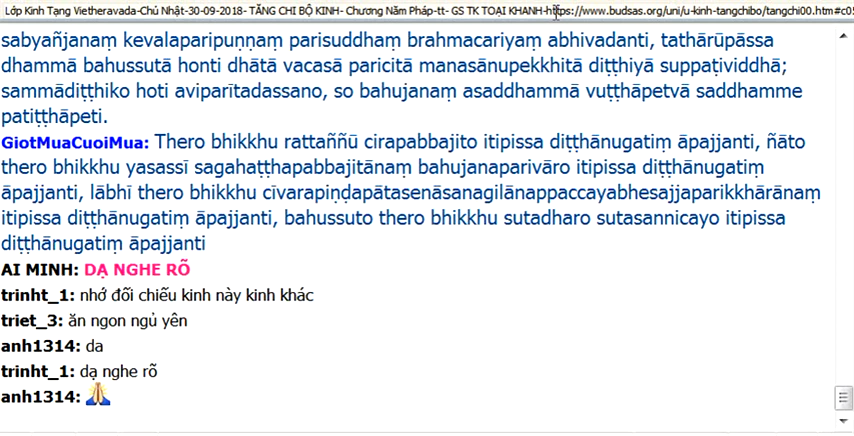 Lớp Kinh Tạng Vietheravada-Chủ Nhật-30-09-2018- TĂNG CHI BỘ KINH- Chương Năm Pháp-tt- GS TK TOẠI KHANH-https://www.budsas.org/uni/u-kinh-tangchibo/tangchi00.htm#c05
sabyañjanaṃ kevalaparipuṇṇaṃ parisuddhaṃ brahmacariyaṃ abhivadanti, tathārūpāssa
dhammā bahussutā honti dhātā vacasā paricitā manasānupekkhitā diṭṭhiyā suppaṭividdhā;
sammādiṭṭhiko hoti aviparītadassano, so bahujanaṃ asaddhammā vuṭṭhāpetvā saddhamme
patiṭṭhāpeti.
GiotMuaCuoiMua: Thero bhikkhu rattaññū cirapabbajito itipissa diṭṭhānugatiṃ āpajjanti, ñāto
thero bhikkhu yasassī sagahaṭṭhapabbajitānaṃ bahujanaparivāro itipissa diṭṭhānugatiṃ
āpajjanti, lābhī thero bhikkhu cīvarapiṇḍapātasenāsanagilānappaccayabhesajjaparikkhārānaṃ
itipissa diṭṭhānugatiṃ āpajjanti, bahussuto thero bhikkhu sutadharo sutasannicayo itipissa
diṭṭhānugatiṃ āpajjanti
AI MINH: DẠ NGHE RÕ
trinht_1: nhớ đối chiếu kinh này kinh khác
triet_3: ăn ngon ngủ yên
anh1314: da
trinht_1: dạ nghe rõ
anh1314: 🙏